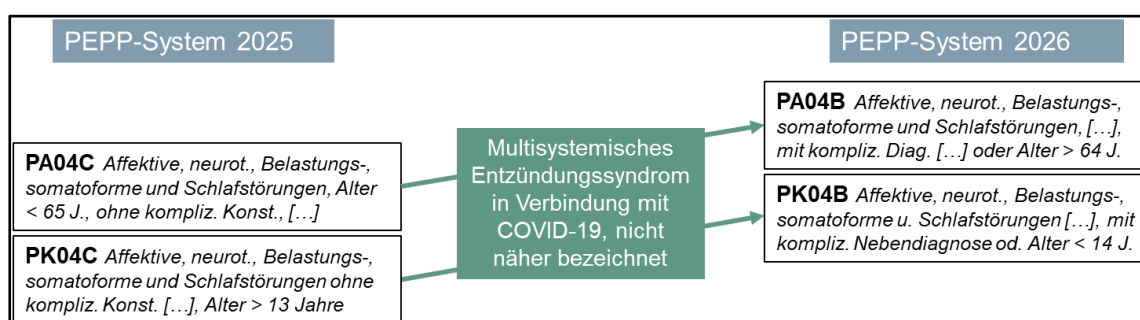 PEPP-System 2025
PEPP-System 2026
PA04C Affektive, neurot., Belastungs-,
somatoforme und Schlafstörungen, Alter
< 65 J., ohne kompliz. Konst., […]
PK04C Affektive, neurot., Belastungs-,
somatoforme und Schlafstörungen ohne
kompliz. Konst. […], Alter > 13 Jahre
Multisystemisches
Entzündungssyndrom
in Verbindung mit
COVID-19, nicht
näher bezeichnet
PA04B Affektive, neurot., Belastungs-,
somatoforme und Schlafstörungen, […],
mit kompliz. Diag. […] oder Alter > 64 J.
PK04B Affektive, neurot., Belastungs-,
somatoforme u. Schlafstörungen […], mit
kompliz. Nebendiagnose od. Alter < 14 J.